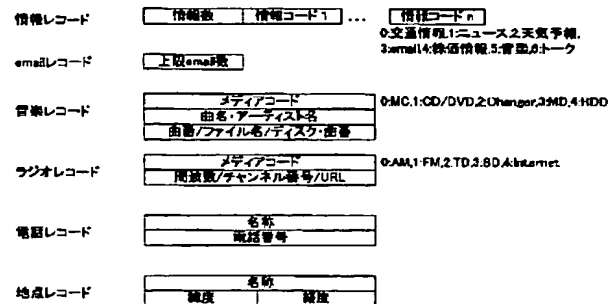 情報レコード 情報数 情報コード1 ... 情報コードn
0:交通情報,1:ニュース,2:天気予報,
3:email,4:株価情報,5:音楽,6:トーク
emailレコード 上限email数
音楽レコード メディアコード 0:MC,1:CD/DVD,2:Changer,3:MD,4:HDD
曲名・アーティスト名
曲番/ファイル名/ディスク・曲番
ラジオレコード メディアコード 0:AM,1:FM,2:TD,3:SD,4:Internet
周波数/チャンネル番号/URL
電話レコード 名称
電話番号
地点レコード 名称
緯度 経度